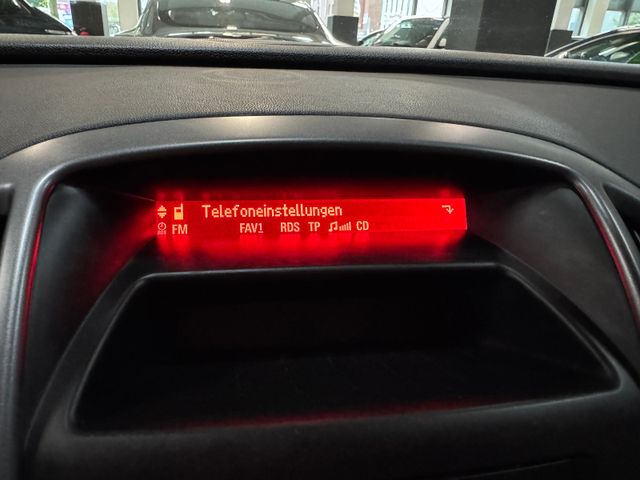 Telefoneinstellungen
FM FAV1 RDS TP CD